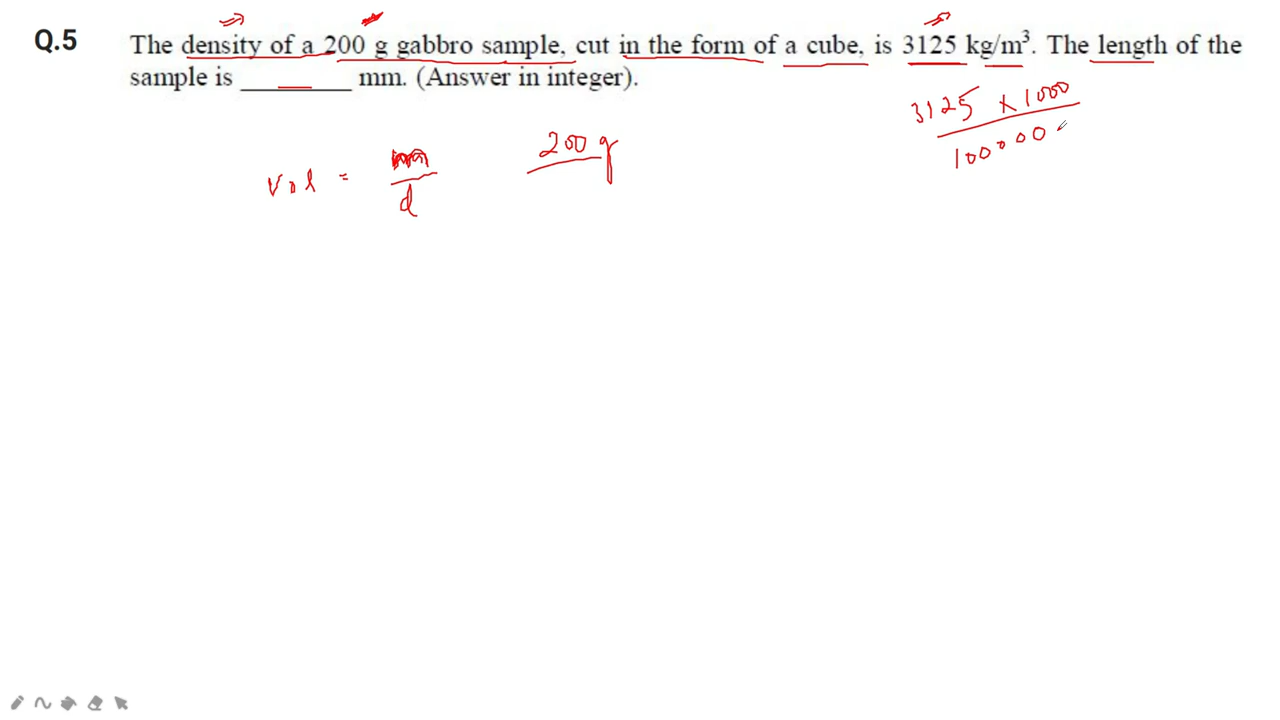 Q.5 The density of a 200 g gabbro sample, cut in the form of a cube, is 3125 kg/m³. The length of the
sample is ________ mm. (Answer in integer).
3125 x 1000
100000
Vol = m
d
200 g